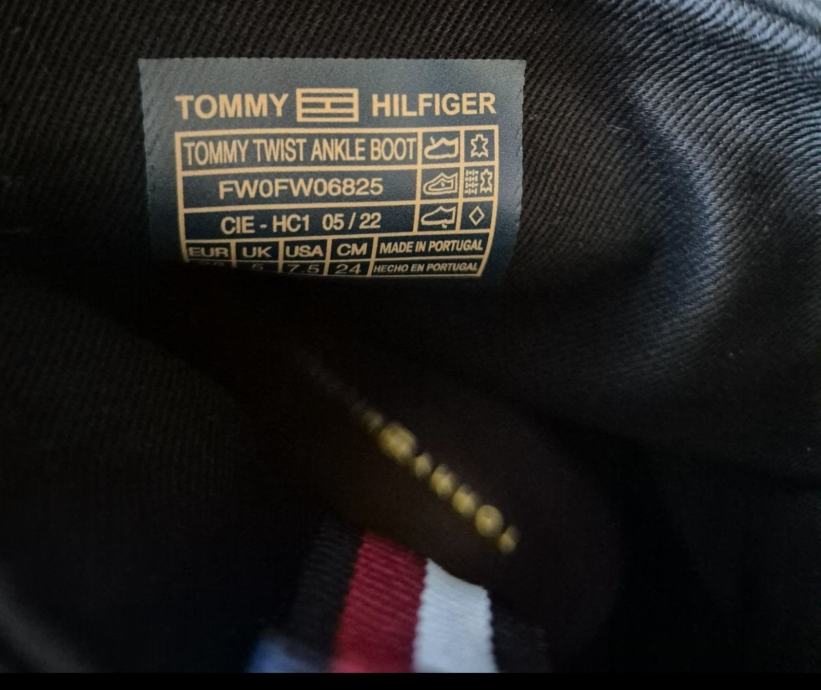 TOMMY HILFIGER
TOMMY TWIST ANKLE BOOT
FW0FW06825
CIE - HC1 05 / 22
EUR UK USA CM MADE IN PORTUGAL
5 7.5 24 HECHO EN PORTUGAL